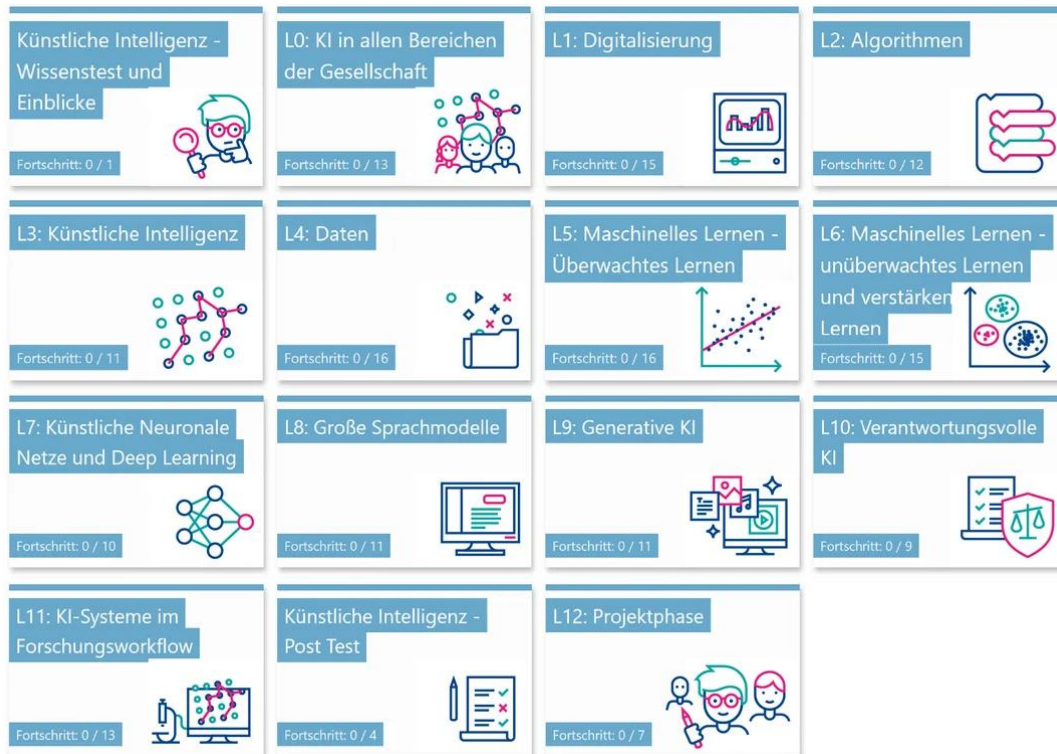 Künstliche Intelligenz -
Wissenstest und
Einblicke
Fortschritt: 0 / 1
L0: KI in allen Bereichen
der Gesellschaft
Fortschritt: 0 / 13
L1: Digitalisierung
Fortschritt: 0 / 15
L2: Algorithmen
Fortschritt: 0 / 12
L3: Künstliche Intelligenz
Fortschritt: 0 / 11
L4: Daten
Fortschritt: 0 / 16
L5: Maschinelles Lernen -
Überwachtes Lernen
Fortschritt: 0 / 16
L6: Maschinelles Lernen -
unüberwachtes Lernen
und verstärken
Lernen
Fortschritt: 0 / 15
L7: Künstliche Neuronale
Netze und Deep Learning
Fortschritt: 0 / 10
L8: Große Sprachmodelle
Fortschritt: 0 / 11
L9: Generative KI
Fortschritt: 0 / 11
L10: Verantwortungsvolle
KI
Fortschritt: 0 / 9
L11: KI-Systeme im
Forschungsworkflow
Fortschritt: 0 / 13
Künstliche Intelligenz -
Post Test
Fortschritt: 0 / 4
L12: Projektphase
Fortschritt: 0 / 7